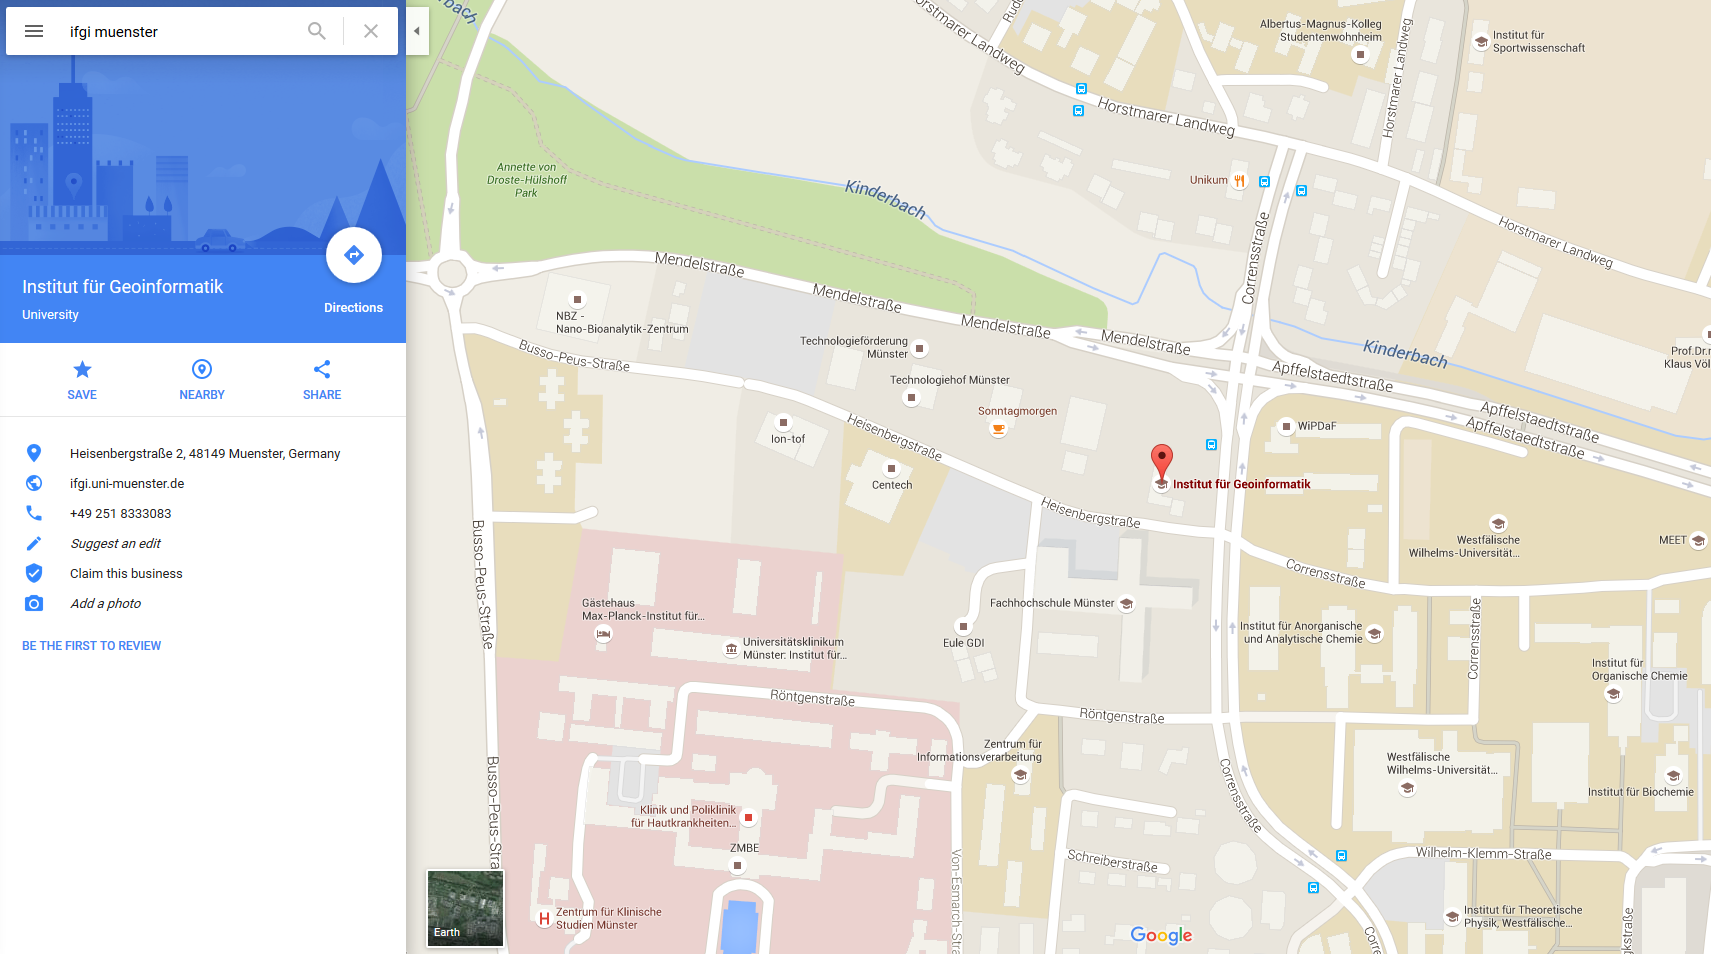 ifgi muenster
Institut für Geoinformatik
University
Directions
SAVE
NEARBY
SHARE
Heisenbergstraße 2, 48149 Muenster, Germany
ifgi.uni-muenster.de
+49 251 8333083
Suggest an edit
Claim this business
Add a photo
BE THE FIRST TO REVIEW
Earth
Horstmarer Landweg
Albertus-Magnus-Kolleg
Studentenwohnheim
Institut für
Sportwissenschaft
Horstmarer Landweg
Horstmarer Landweg
Annette von
Droste-Hülshoff
Park
Kinderbach
Unikum
Horstmarer Landweg
Corrensstraße
Mendelstraße
Mendelstraße
Mendelstraße
Mendelstraße
NBZ -
Nano-Bioanalytik-Zentrum
Busso-Peus-Straße
Technologieförderung
Münster
Kinderbach
Prof.Dr.r
Klaus Völ
Apffelstaedtstraße
Technologiehof Münster
Sonntagmorgen
Apffelstaedtstraße
Apffelstaedtstraße
Heisenbergstraße
Ion-tof
WiPDaF
Centech
Institut für Geoinformatik
Heisenbergstraße
Busso-Peus-Straße
Westfälische
Wilhelms-Universität...
MEET
Corrensstraße
Gästehaus
Max-Planck-Institut für...
Fachhochschule Münster
Universitätsklinikum
Münster: Institut für...
Eule GDI
Institut für Anorganische
und Analytische Chemie
Corrensstraße
Institut für
Organische Chemie
Röntgenstraße
Röntgenstraße
Zentrum für
Informationsverarbeitung
Westfälische
Wilhelms-Universität...
Busso-Peus-Stra
Corrensstraße
Institut für Biochemie
Klinik und Poliklinik
für Hautkrankheiten...
ZMBE
Schreiberstraße
Wilhelm-Klemm-Straße
Von-Esmarch-Stra
H
Zentrum für Klinische
Studien Münster
Institut für Theoretische
Physik, Westfälische...
Google